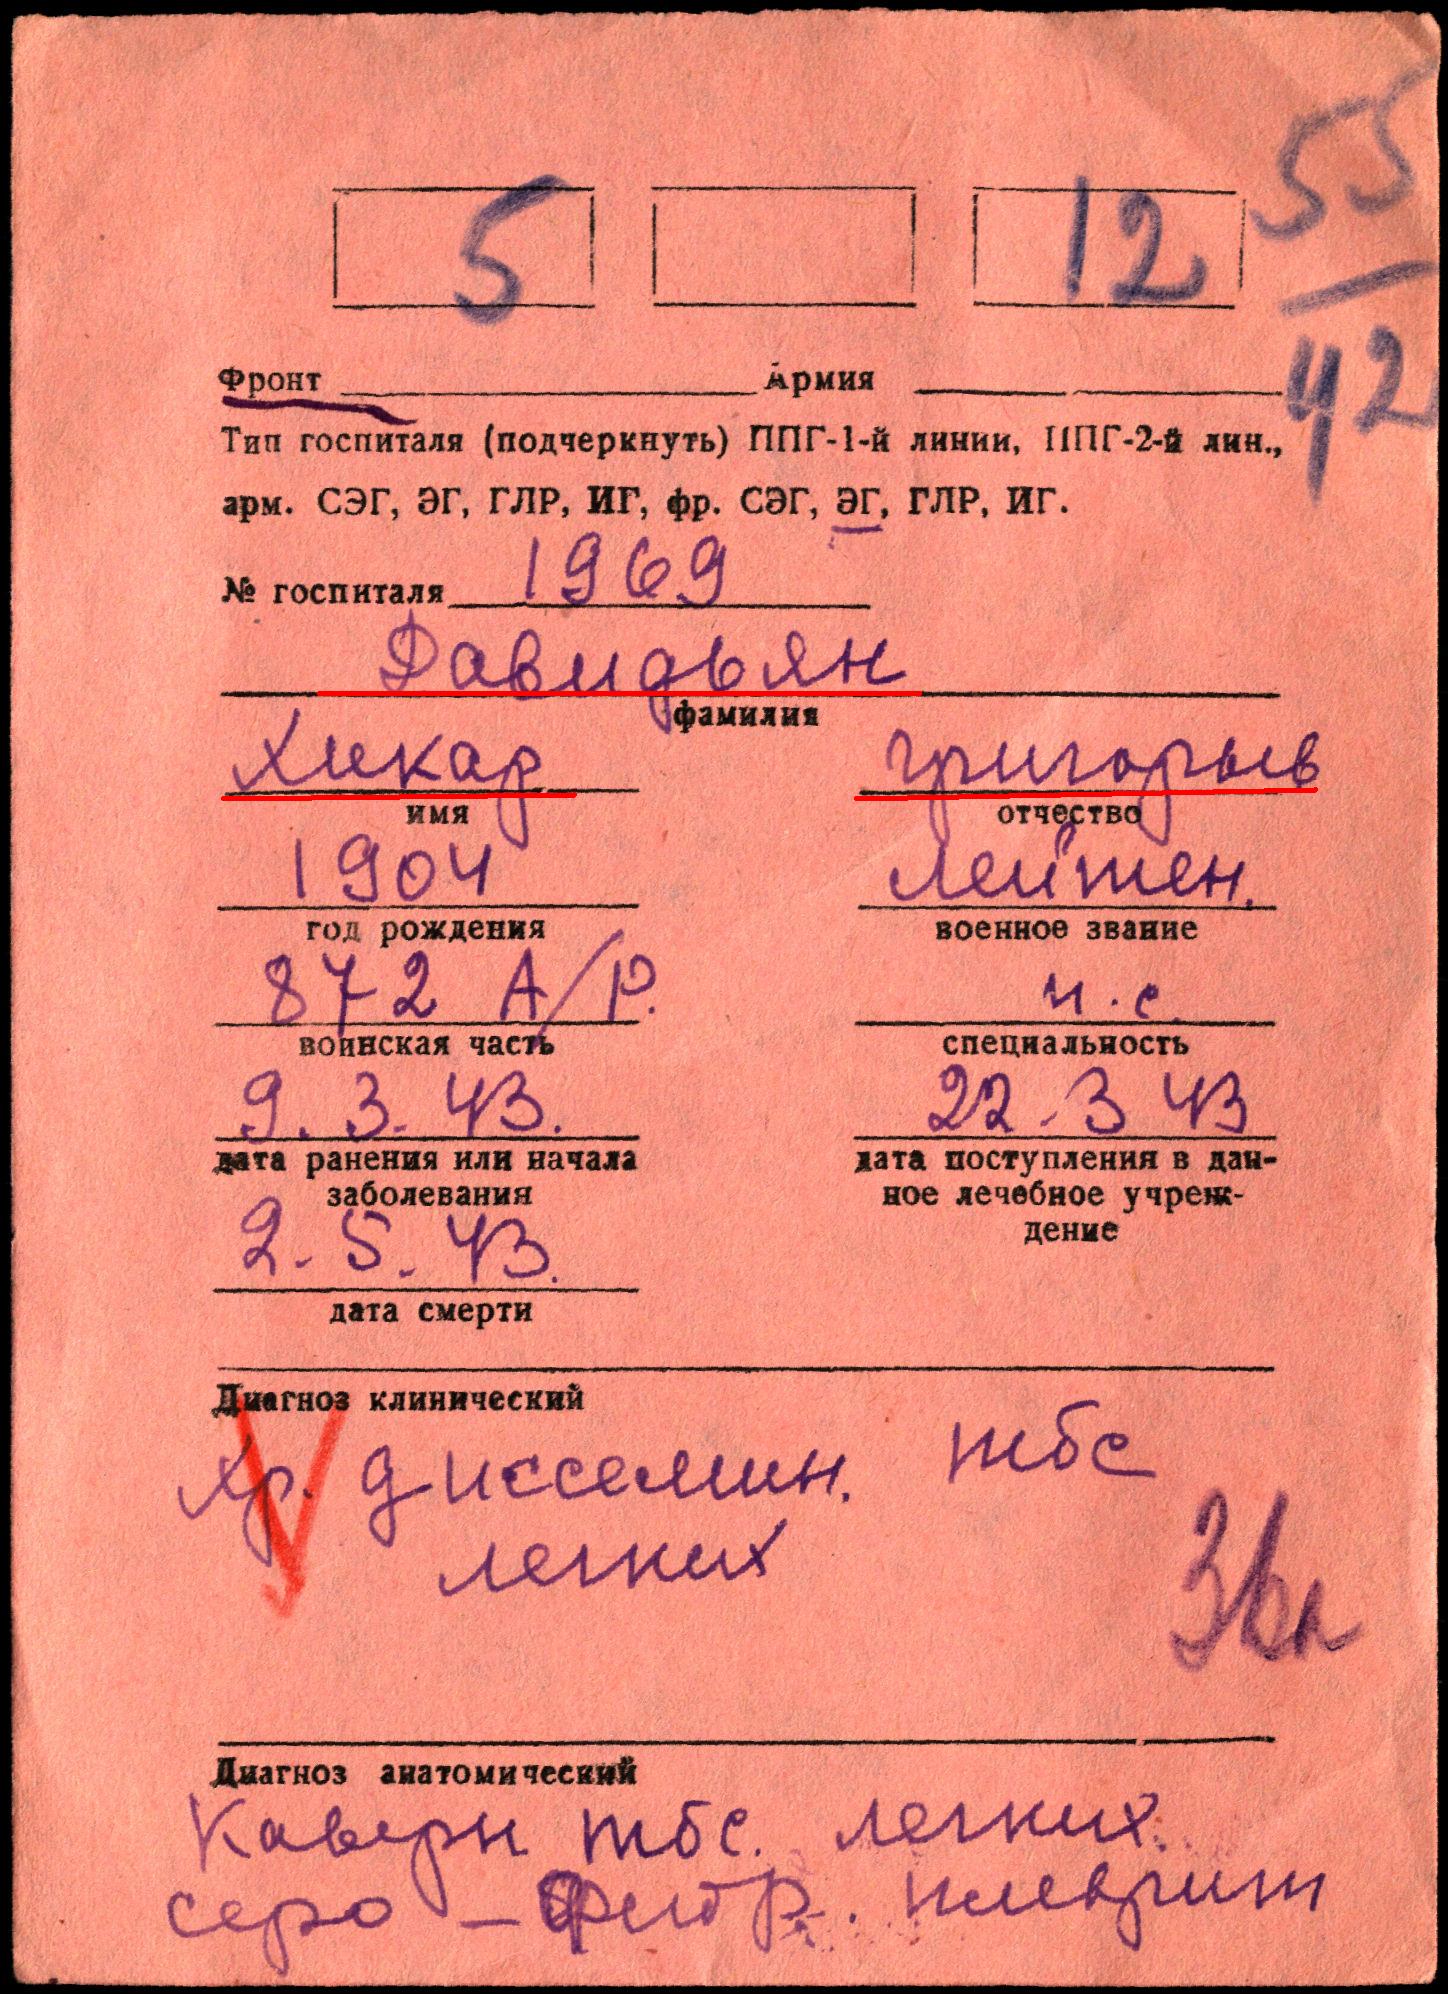 55
5 12
42
Фронт Армия
Тип госпиталя (подчеркнуть) ППГ-1-й линии, ППГ-2-й лин.,
арм. СЭГ, ЭГ, ГЛР, ИГ, фр. СЭГ, ЭГ, ГЛР, ИГ.
№ госпиталя 1969
Давидьян
фамилия
Хикар Григорьев
имя отчество
1904 лейтен.
год рождения военное звание
872 А/Р. н.с.
воинская часть специальность
9.3.43. 22.3 43
дата ранения или начала дата поступления в дан-
заболевания ное лечебное учреж-
дение
2.5.43.
дата смерти
Диагноз клинический
хр. диссемин. тбс
легких
Диагноз анатомический
Каверн тбс. легких
серо-фибр. плеврит